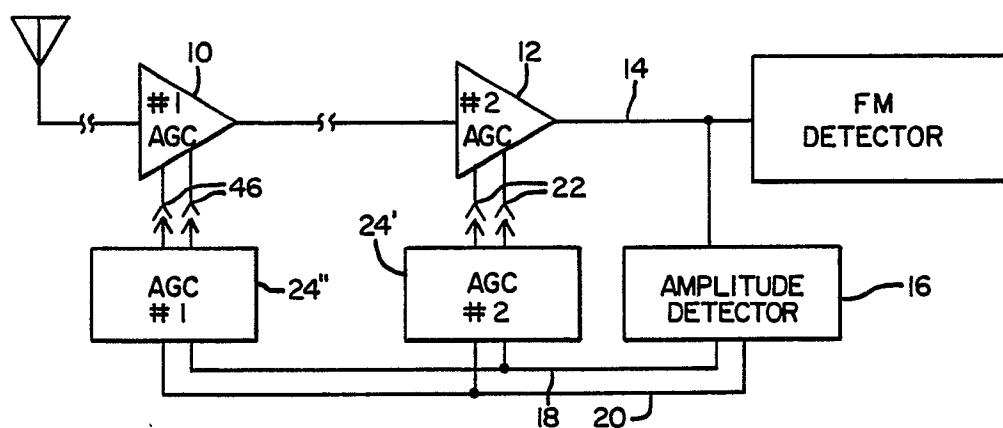 10
#1
AGC
12
#2
AGC
14
FM
DETECTOR
46
22
24'
AGC
#1
24"
AGC
#2
AMPLITUDE
DETECTOR
16
18
20